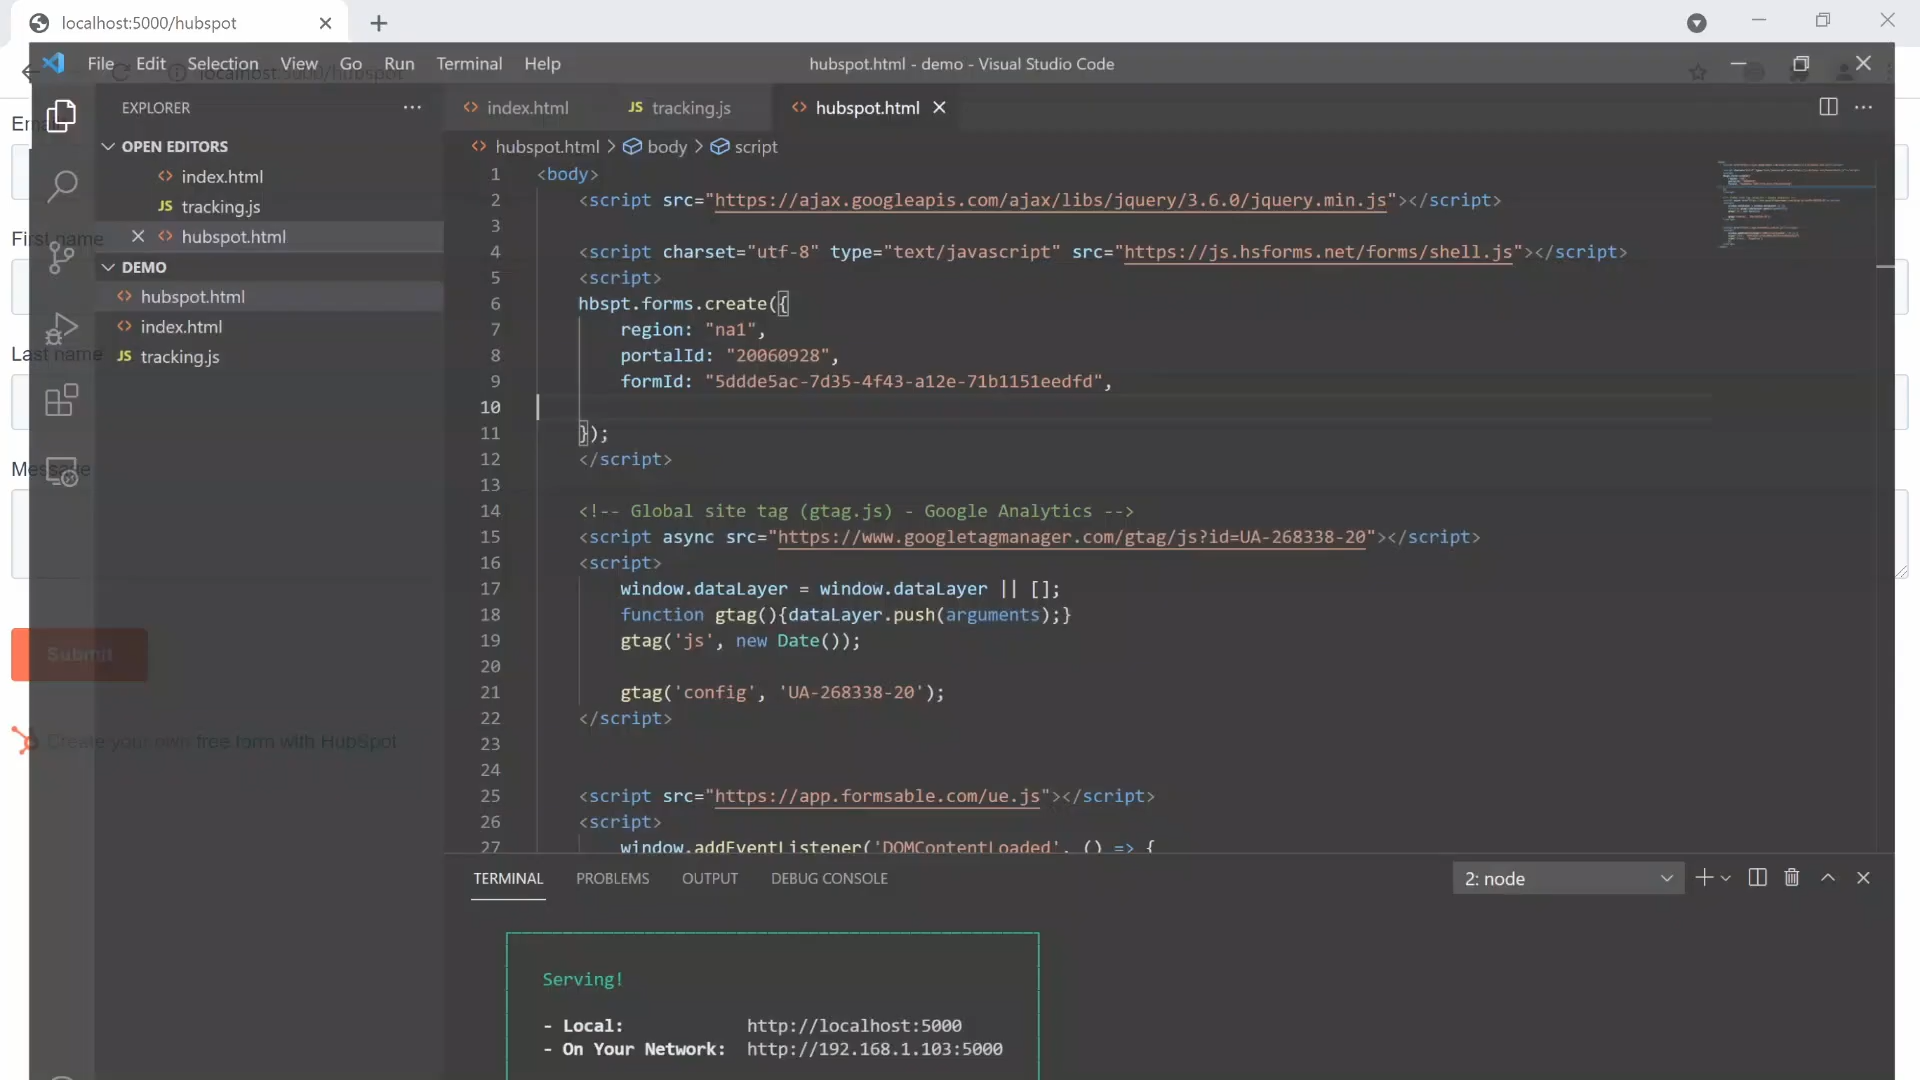 localhost:5000/hubspot
File Edit Selection View Go Run Terminal Help
hubspot.html - demo - Visual Studio Code
localhost:5000/hubspot
EXPLORER
OPEN EDITORS
index.html
JS tracking.js
hubspot.html
DEMO
hubspot.html
index.html
JS tracking.js
index.html JS tracking.js hubspot.html
hubspot.html > body > script
1 <body>
2 <script src="https://ajax.googleapis.com/ajax/libs/jquery/3.6.0/jquery.min.js"></script>
3
4 <script charset="utf-8" type="text/javascript" src="https://js.hsforms.net/forms/shell.js"></script>
5 <script>
6 hbspt.forms.create({
7 region: "na1",
8 portalId: "20060928",
9 formId: "5ddde5ac-7d35-4f43-a12e-71b1151eedfd",
10
11 });
12 </script>
13
14 <!-- Global site tag (gtag.js) - Google Analytics -->
15 <script async src="https://www.googletagmanager.com/gtag/js?id=UA-268338-20"></script>
16 <script>
17 window.dataLayer = window.dataLayer || [];
18 function gtag(){dataLayer.push(arguments);}
19 gtag('js', new Date());
20
21 gtag('config', 'UA-268338-20');
22 </script>
23
24
25 <script src="https://app.formsable.com/ue.js"></script>
26 <script>
27 window.addEventListener('DOMContentLoaded', () => {
First name
Last name
Message
Submit
Create your own free form with HubSpot
TERMINAL PROBLEMS OUTPUT DEBUG CONSOLE
2: node
Serving!
- Local: http://localhost:5000
- On Your Network: http://192.168.1.103:5000